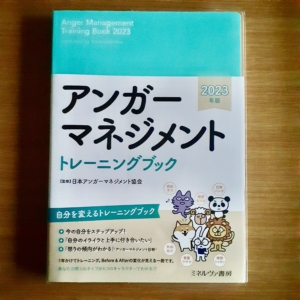 Anger Management
Training Book 2023
アンガー
マネジメント
2023
年版
トレーニングブック
[監修]日本アンガーマネジメント協会
自分を変えるトレーニングブック
今の自分をステップアップ!
「自分のイライラと上手に付き合いたい」
「怒りの傾向がわかる」
ミネルヴァ書房